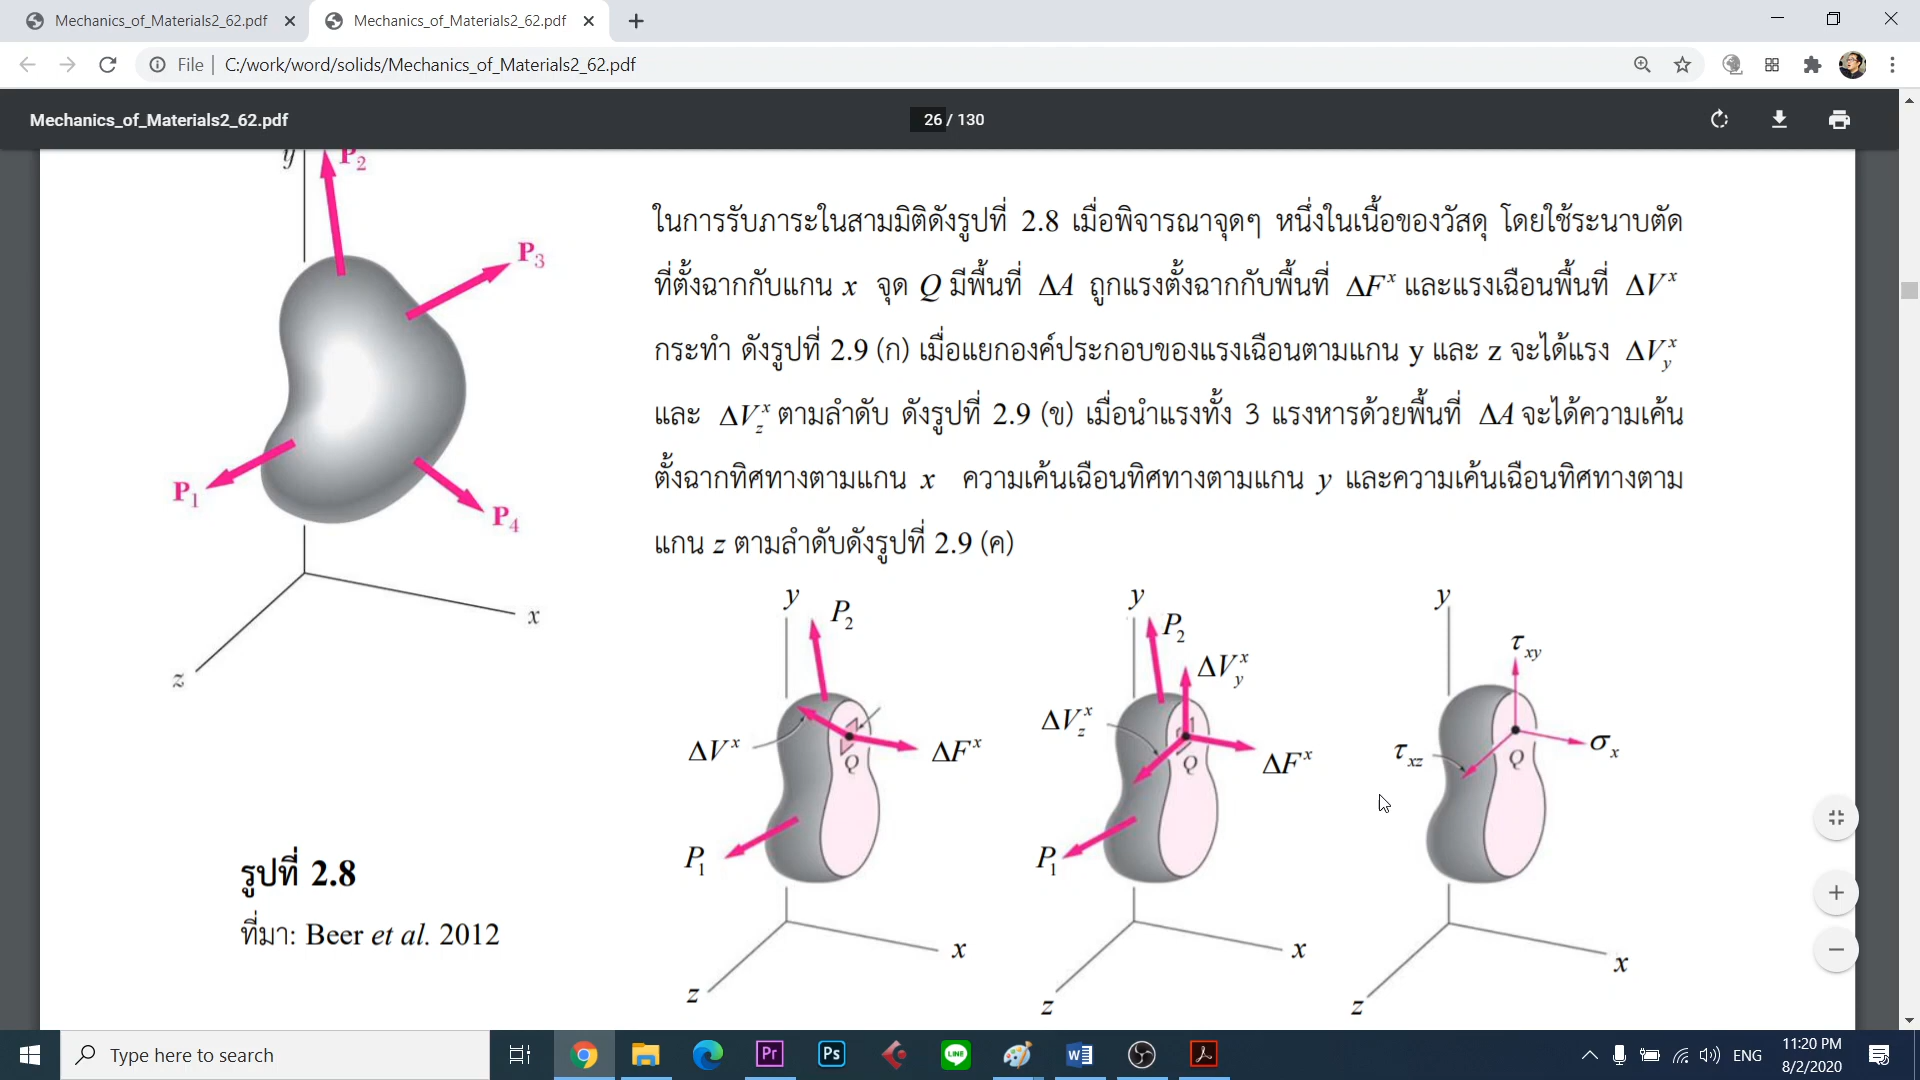 Mechanics_of_Materials2_62.pdf
Mechanics_of_Materials2_62.pdf
File | C:/work/word/solids/Mechanics_of_Materials2_62.pdf
Mechanics_of_Materials2_62.pdf
26 / 130
y
P2
P3
P1
P4
x
z
รูปที่ 2.8
ที่มา: Beer et al. 2012
ในการรับภาระในสามมิติดังรูปที่ 2.8 เมื่อพิจารณาจุดๆ หนึ่งในเนื้อของวัสดุ โดยใช้ระนาบตัด
ที่ตั้งฉากกับแกน x จุด Q มีพื้นที่ ΔA ถูกแรงตั้งฉากกับพื้นที่ ΔF^x และแรงเฉือนพื้นที่ ΔV^x
กระทำ ดังรูปที่ 2.9 (ก) เมื่อแยกองค์ประกอบของแรงเฉือนตามแกน y และ z จะได้แรง ΔV_y^x
และ ΔV_z^x ตามลำดับ ดังรูปที่ 2.9 (ข) เมื่อนำแรงทั้ง 3 แรงหารด้วยพื้นที่ ΔA จะได้ความเค้น
ตั้งฉากทิศทางตามแกน x ความเค้นเฉือนทิศทางตามแกน y และความเค้นเฉือนทิศทางตาม
แกน z ตามลำดับดังรูปที่ 2.9 (ค)
y
P2
ΔV^x
ΔF^x
Q
P1
x
z
y
P2
ΔV_y^x
ΔV_z^x
ΔF^x
Q
P1
x
z
y
τ_xy
τ_xz
σ_x
Q
x
z
Type here to search
Pr
Ps
LINE
ENG
11:20 PM
8/2/2020